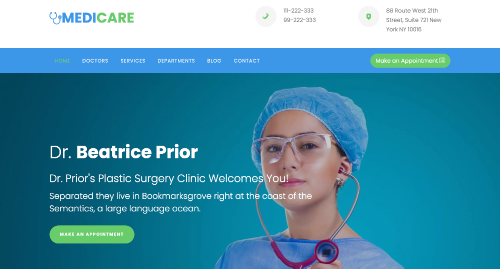 MEDICARE
111-222-333
99-222-333
88 Route West 21th
Street, Suite 721 New
York NY 10016
HOME DOCTORS SERVICES DEPARTMENTS BLOG CONTACT
Make an Appointment
Dr. Beatrice Prior
Dr. Prior's Plastic Surgery Clinic Welcomes You!
Separated they live in Bookmarksgrove right at the coast of the
Semantics, a large language ocean.
MAKE AN APPOINTMENT